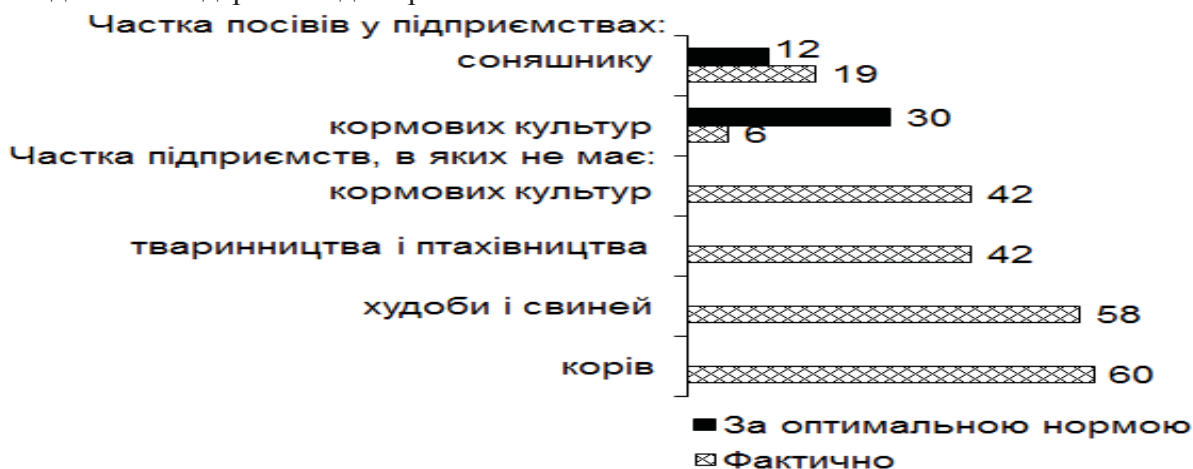 Частка посівів у підприємствах:
соняшнику 12
19
кормових культур 30
6
Частка підприємств, в яких не має:
кормових культур 42
тваринництва і птахівництва 42
худоби і свиней 58
корів 60
За оптимальною нормою
Фактично